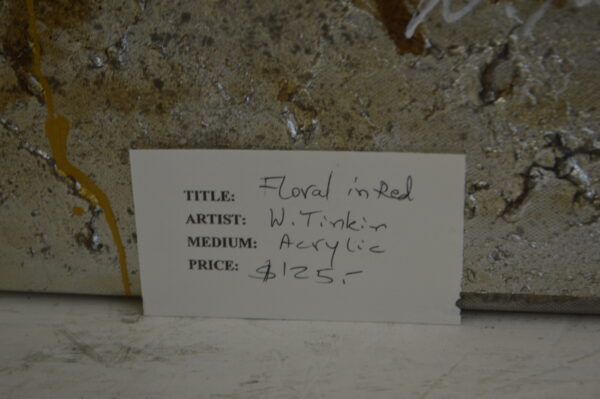 TITLE: Floral in Red
ARTIST: W. Tinkin
MEDIUM: Acrylic
PRICE: $125.-